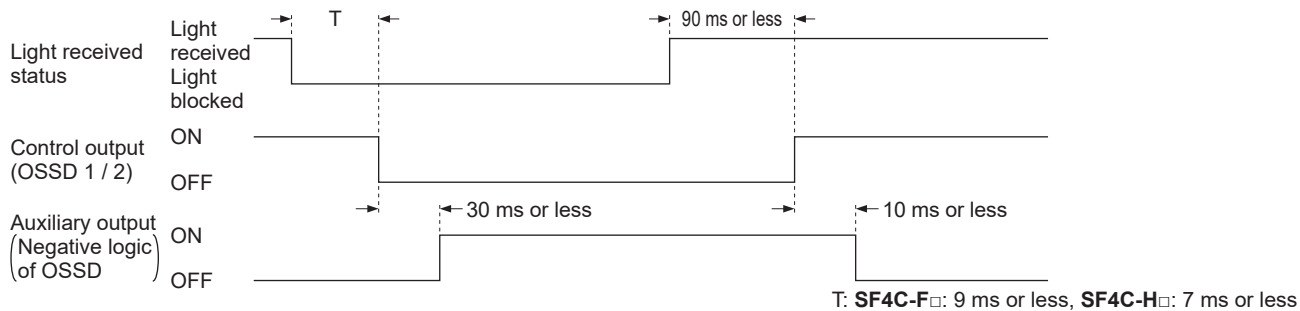 T
90 ms or less
Light received status
Light received
Light blocked
Control output (OSSD 1 / 2)
ON
OFF
30 ms or less
10 ms or less
Auxiliary output (Negative logic of OSSD)
ON
OFF
T: SF4C-F□: 9 ms or less, SF4C-H□: 7 ms or less